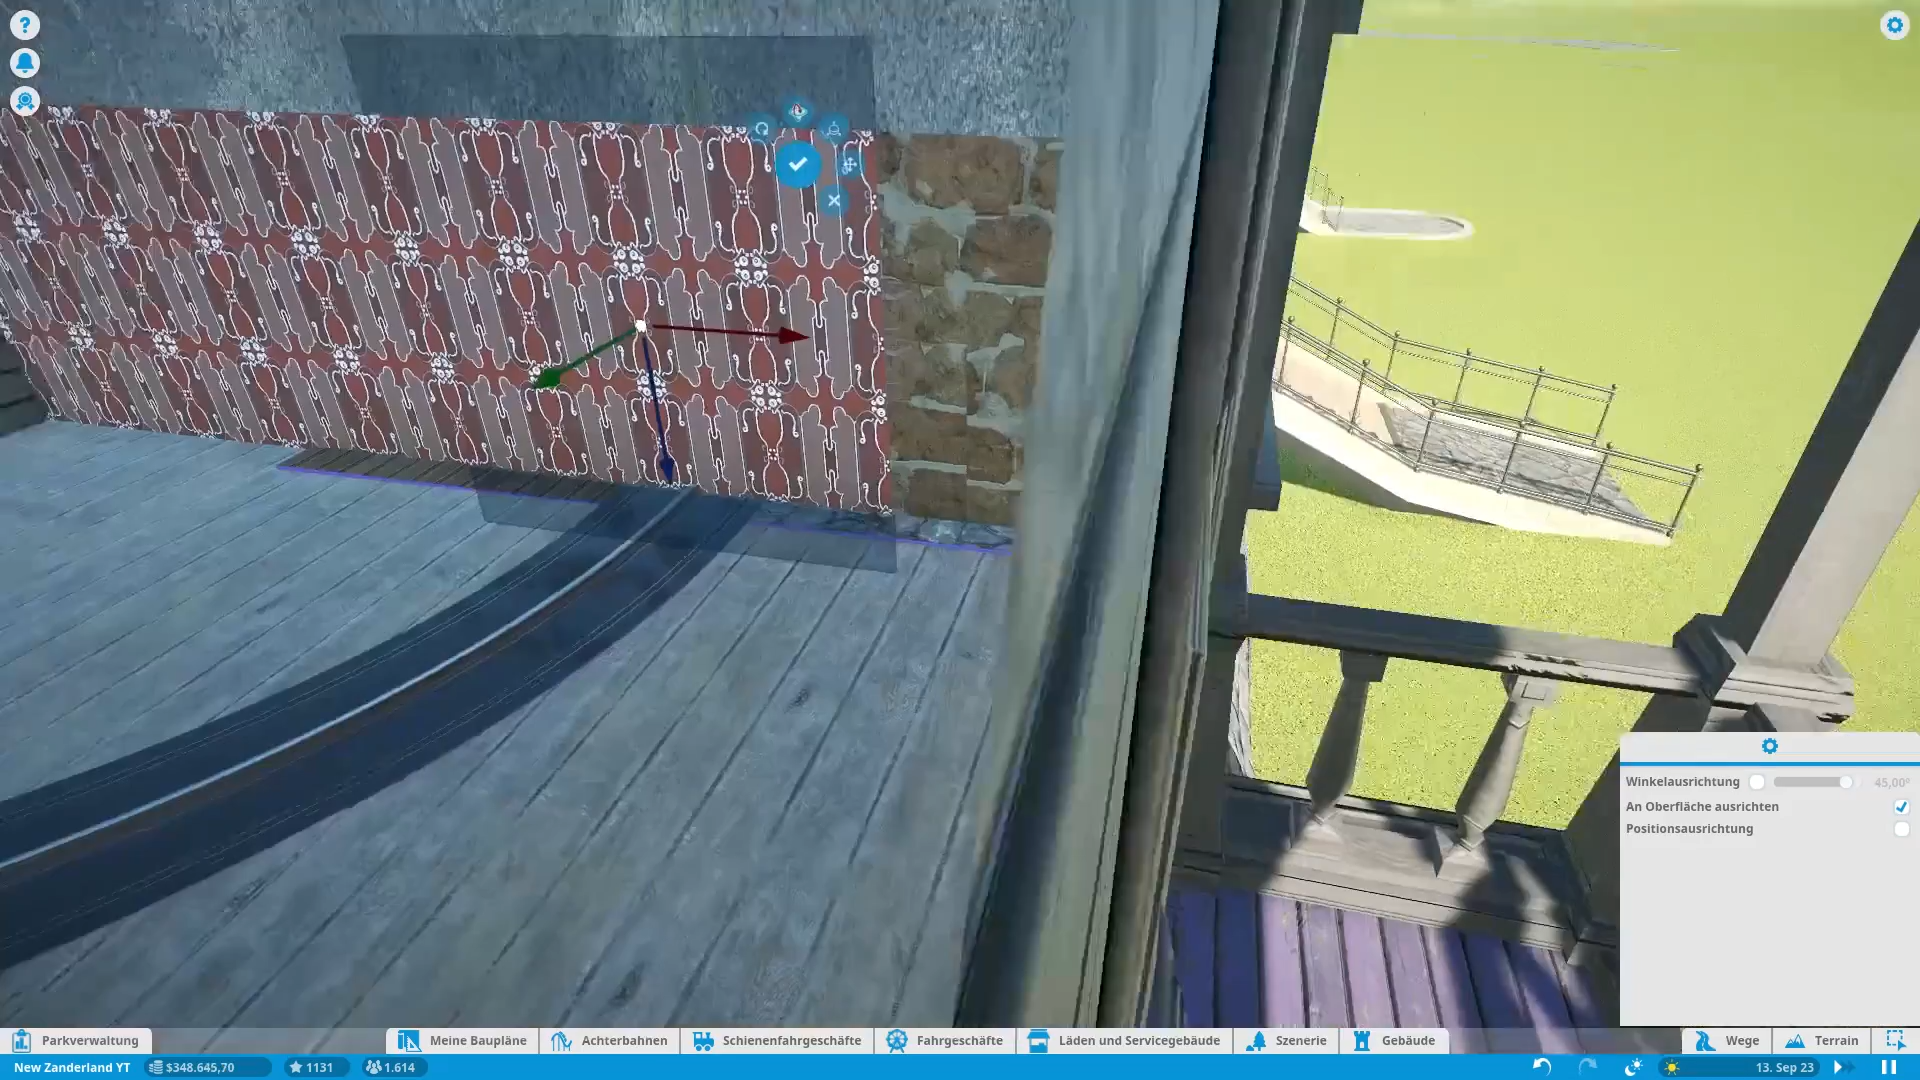 ?
Winkelausrichtung 45,00°
An Oberfläche ausrichten
Positionsausrichtung
Parkverwaltung Meine Baupläne Achterbahnen Schienenfahrgeschäfte Fahrgeschäfte Läden und Servicegebäude Szenerie Gebäude Wege Terrain
New Zanderland YT $348.645,70 1131 1.614 13. Sep 23